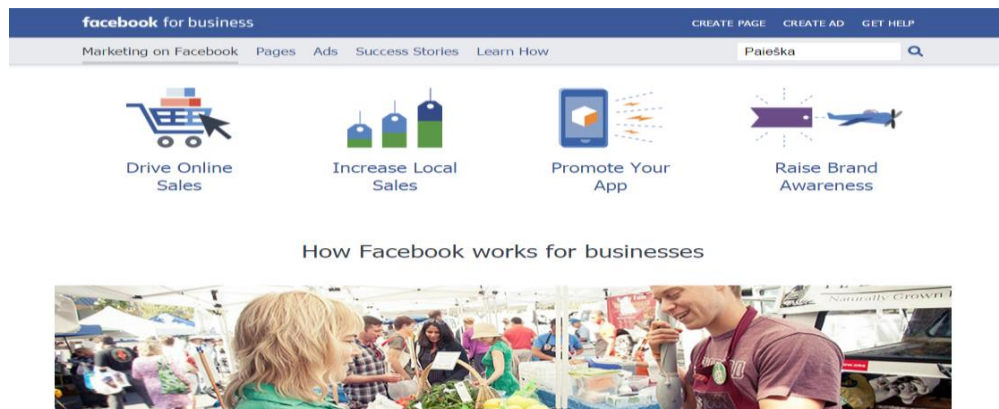 facebook for business
CREATE PAGE CREATE AD GET HELP
Marketing on Facebook Pages Ads Success Stories Learn How
Paieška
Drive Online
Sales
Increase Local
Sales
Promote Your
App
Raise Brand
Awareness
How Facebook works for businesses
Naturally Grown